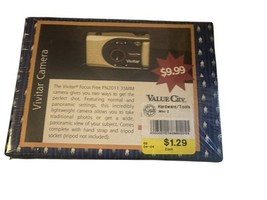 Vivitar Camera
$9.99
The Vivitar® Focus Free PN2011 35MM
camera gives you two ways to get the
perfect shot. Featuring normal and
panoramic settings, this incredibly
lightweight camera allows you to take
traditional photos or get a wide,
panoramic view of your subject. Comes
complete with hand strap and tripod
socket (tripod not included).
VALUE CITY
Hardware/Tools
$1.29